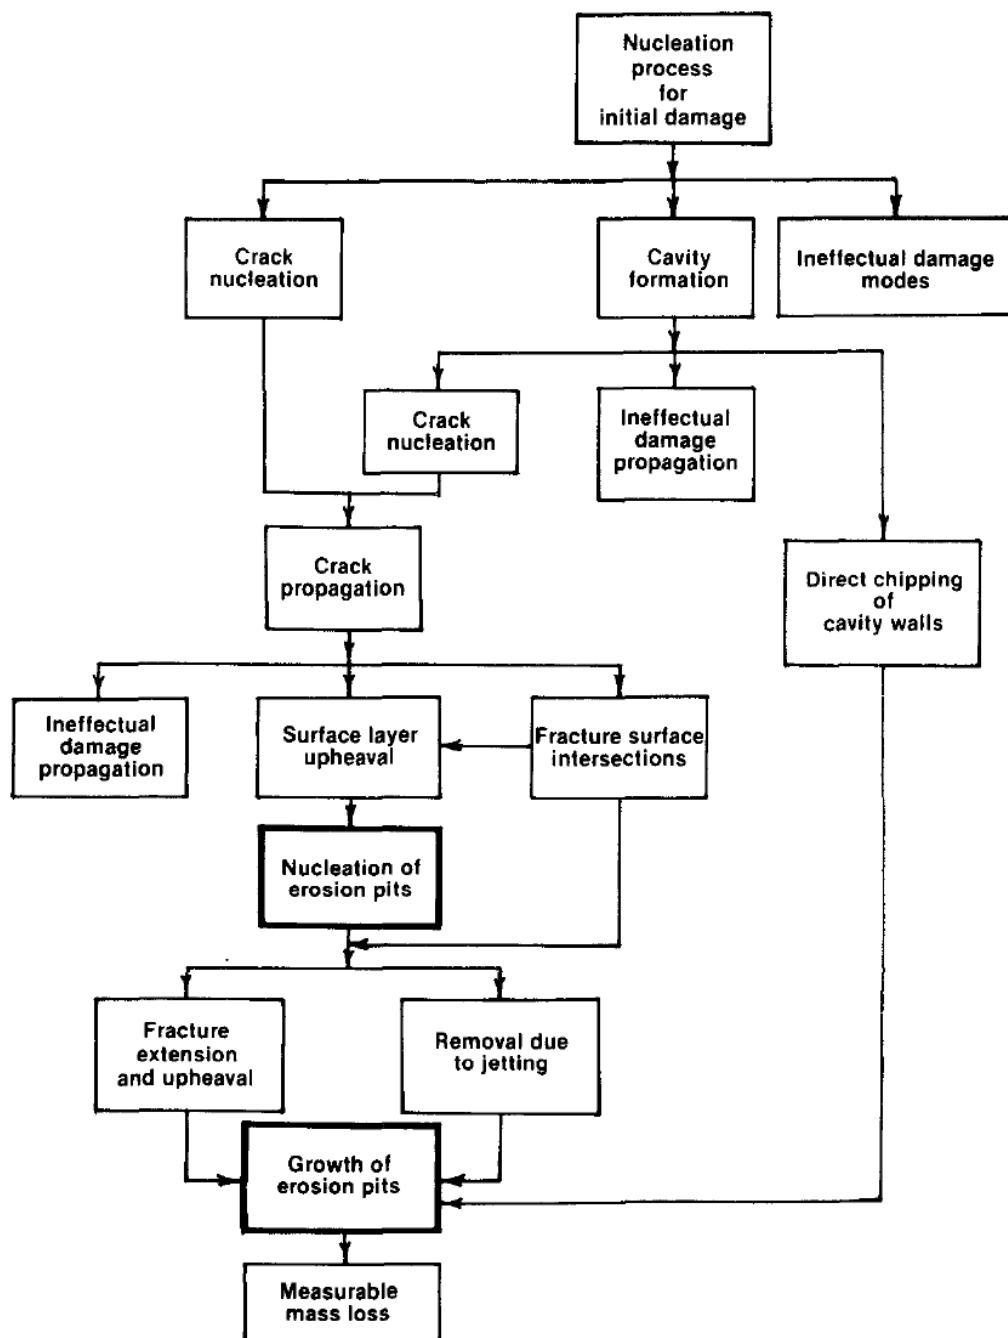 Nucleation
process
for
initial damage
Crack
nucleation
Cavity
formation
Ineffectual damage
modes
Crack
nucleation
Ineffectual
damage
propagation
Crack
propagation
Direct chipping
of
cavity walls
Ineffectual
damage
propagation
Surface layer
upheaval
Fracture surface
intersections
Nucleation of
erosion pits
Fracture
extension
and upheaval
Removal due
to jetting
Growth of
erosion pits
Measurable
mass loss